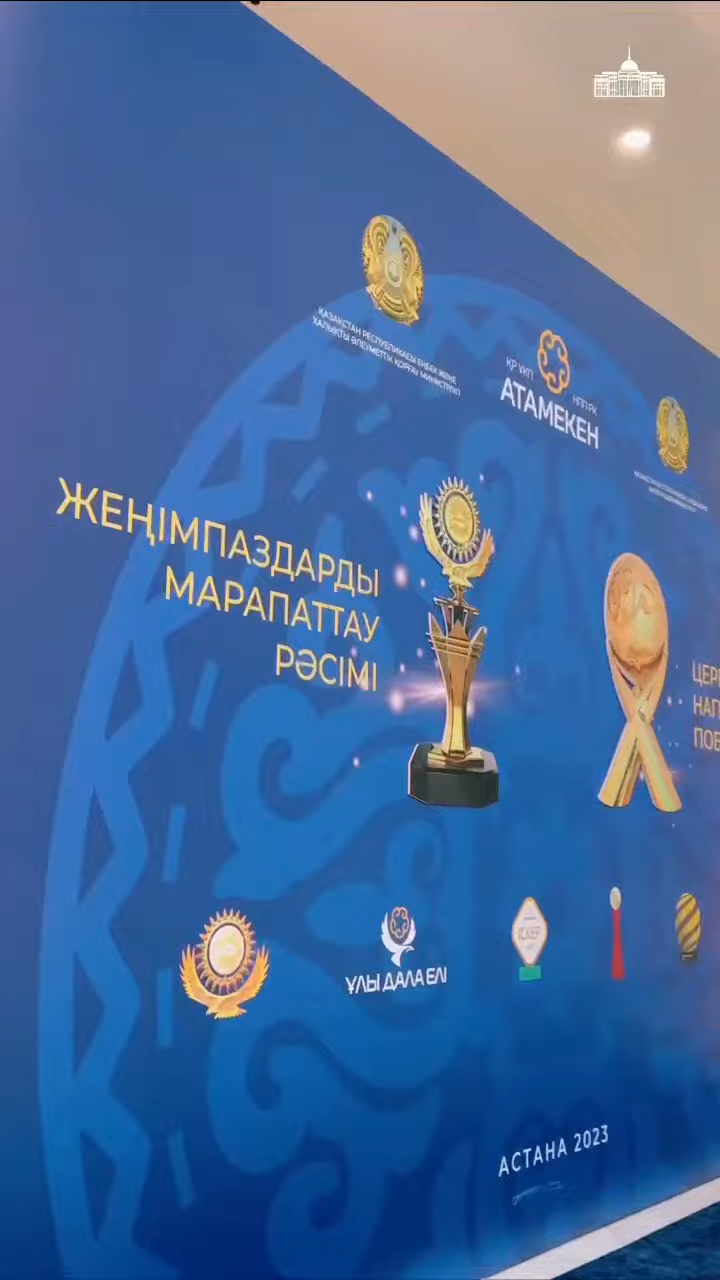 ҚАЗАҚСТАН РЕСПУБЛИКАСЫ ЕҢБЕК ЖӘНЕ
ХАЛЫҚТЫ ӘЛЕУМЕТТІК ҚОРҒАУ МИНИСТРЛІГІ
ҚР ҰКП
НПП РК
АТАМЕКЕН
ЖЕҢІМПАЗДАРДЫ
МАРАПАТТАУ
РӘСІМІ
ЦЕР
НАГ
ПОБ
ІСКЕР
ҰЛЫ ДАЛА ЕЛІ
АСТАНА 2023